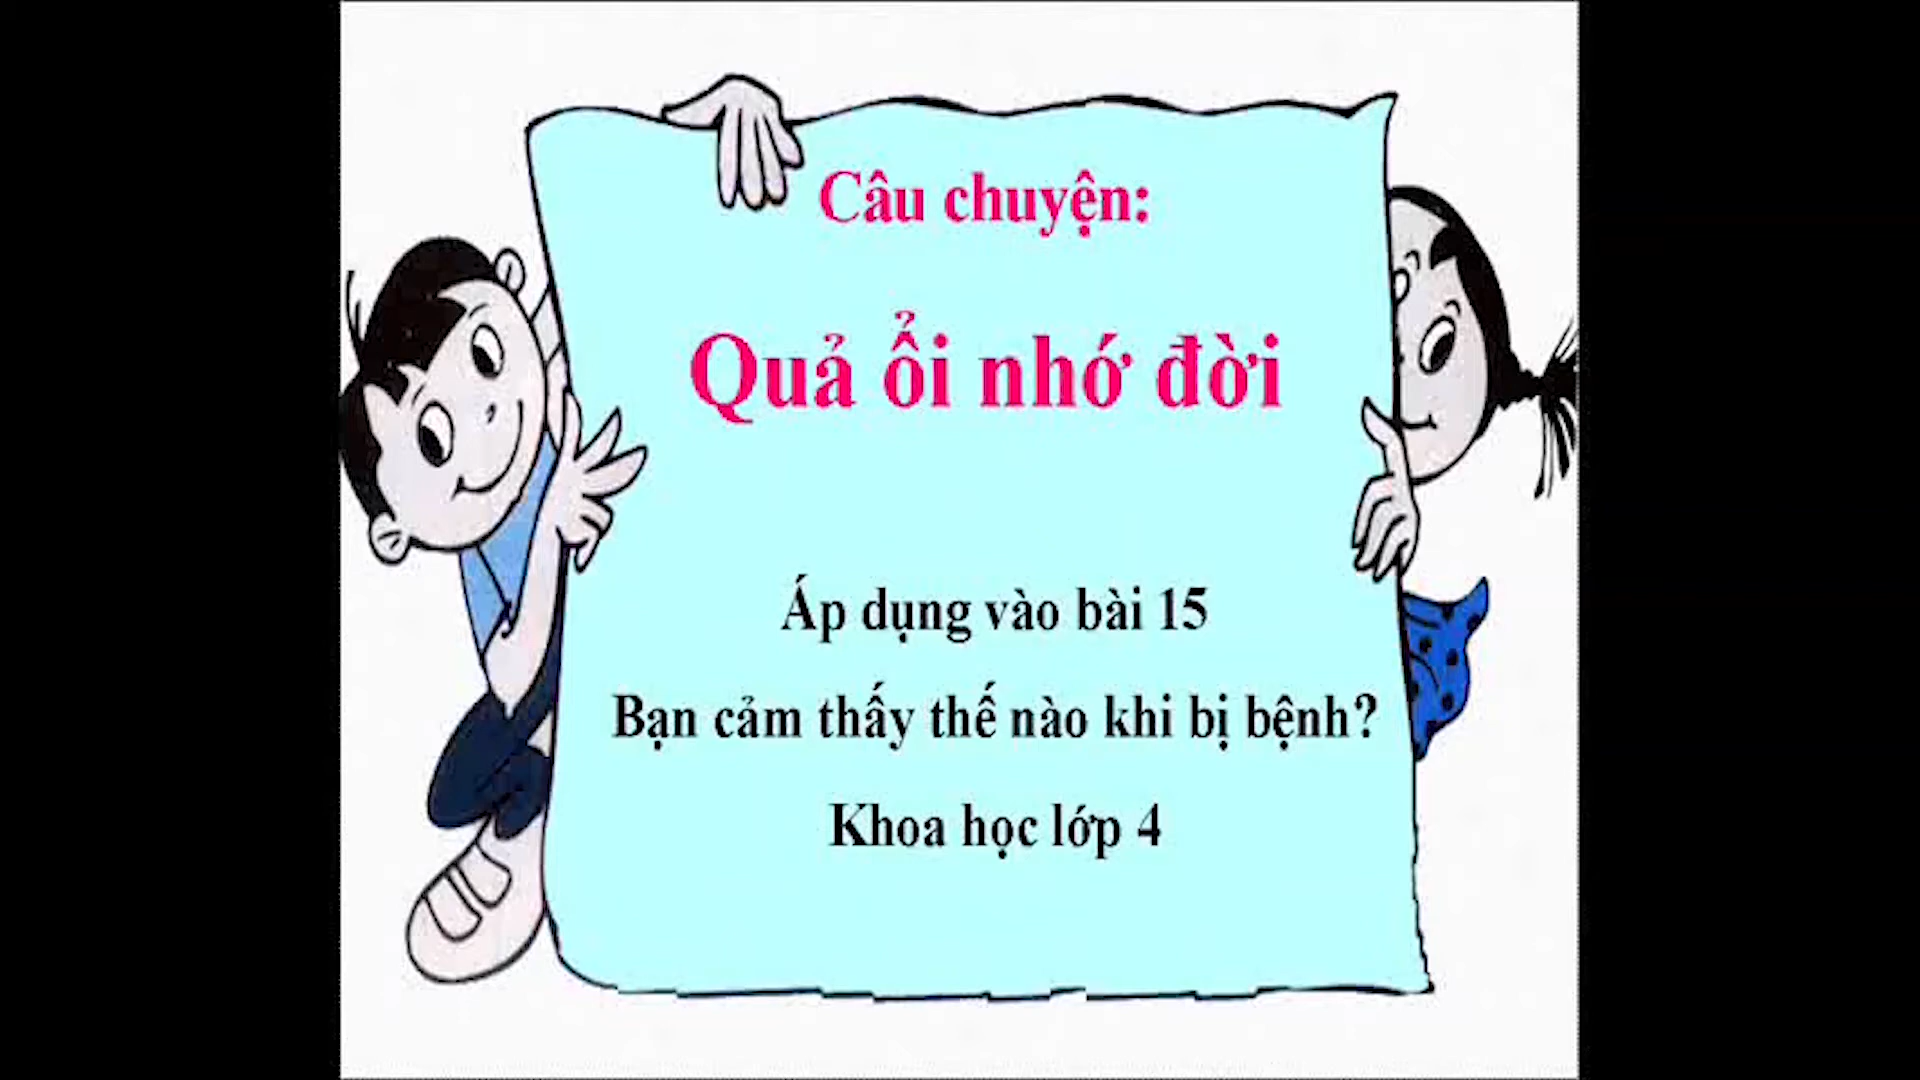 Câu chuyện:
Quả ổi nhớ đời
Áp dụng vào bài 15
Bạn cảm thấy thế nào khi bị bệnh?
Khoa học lớp 4